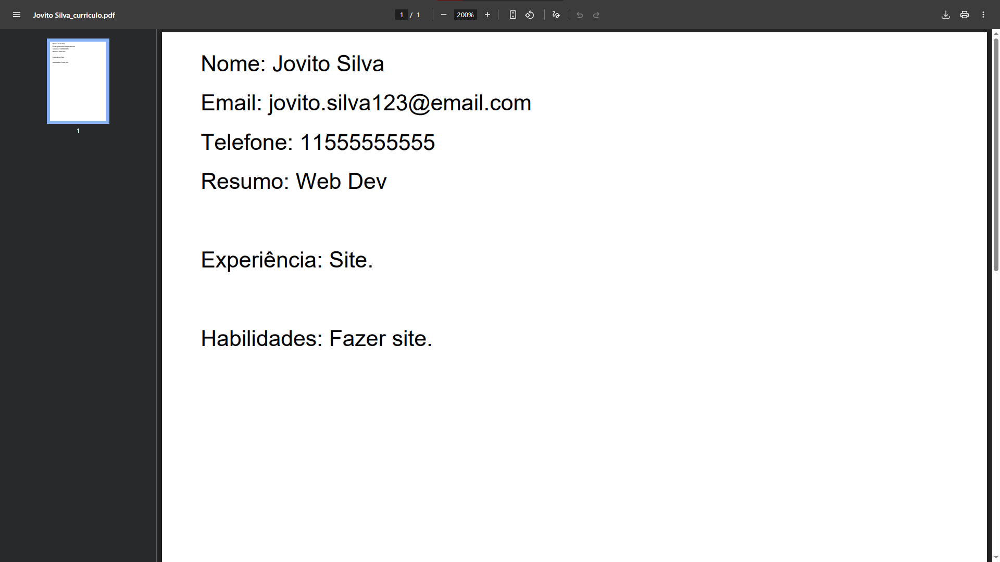 Jovito Silva_curriculo.pdf
1 / 1
200%
1
Nome: Jovito Silva
Email: jovito.silva123@email.com
Telefone: 11555555555
Resumo: Web Dev
Experiência: Site.
Habilidades: Fazer site.